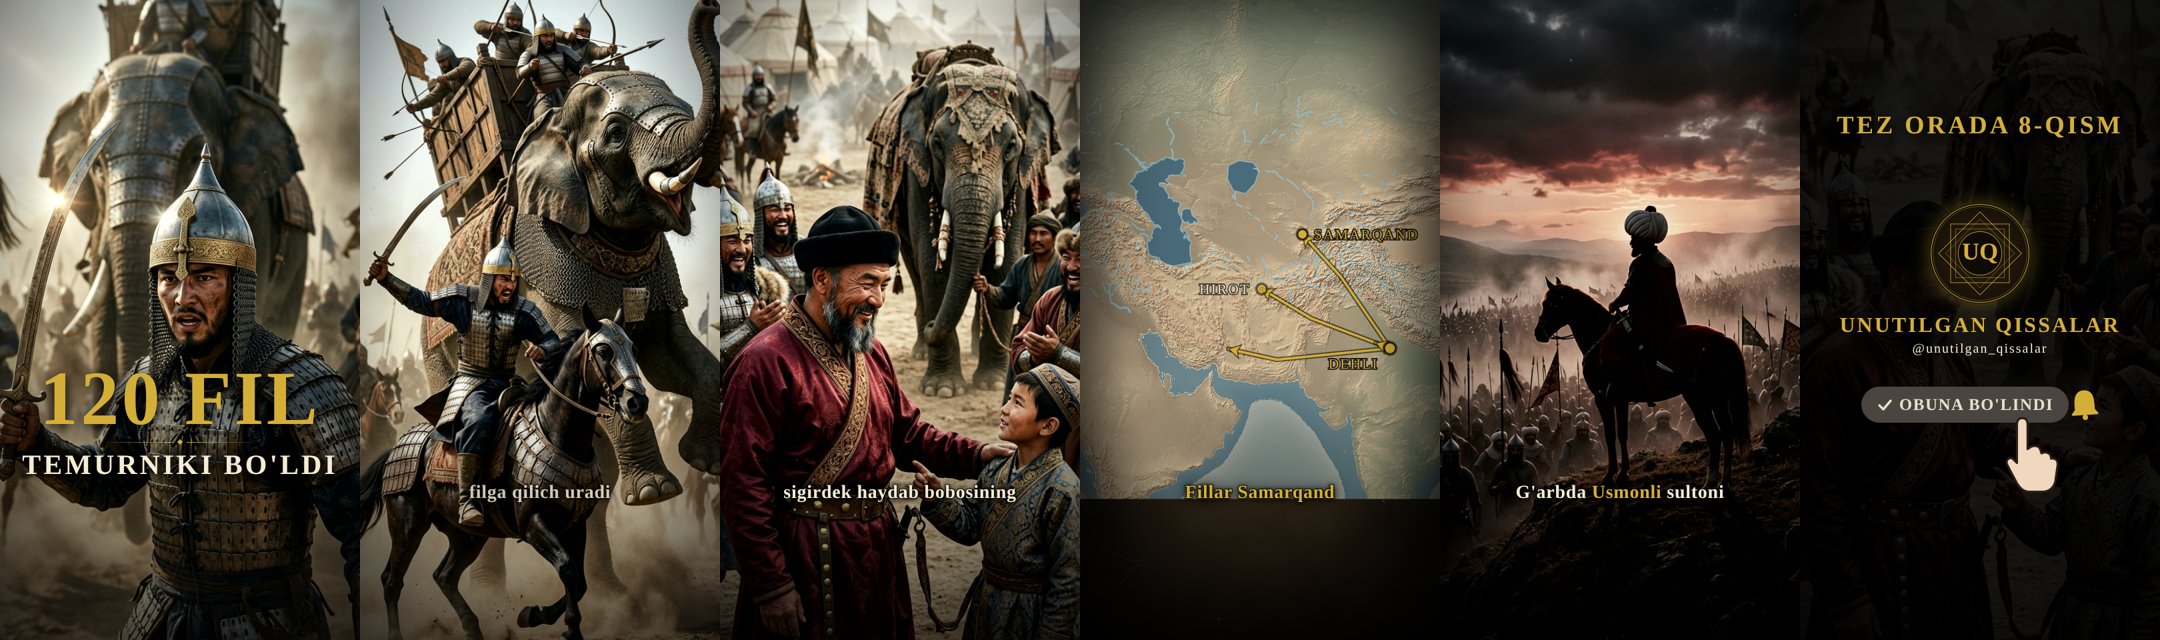 120 FIL
TEMURNIKI BO'LDI
filga qilich uradi
sigirdek haydab bobosining
SAMARQAND
HIROT
DEHLI
Fillar Samarqand
G'arbda Usmonli sultoni
TEZ ORADA 8-QISM
UQ
UNUTILGAN QISSALAR
@unutilgan_qissalar
OBUNA BO'LINDI